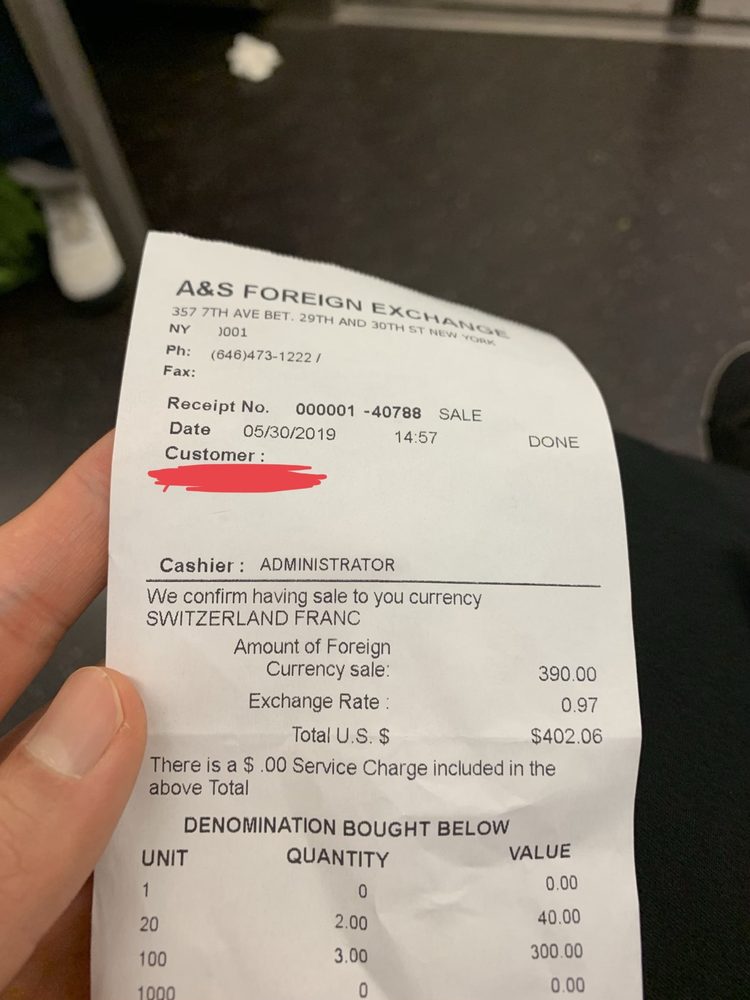 A&S FOREIGN EXCHANGE
357 7TH AVE BET. 29TH AND 30TH ST NEW YORK
NY 001
Ph: (646)473-1222 /
Fax:
Receipt No. 000001 -40788 SALE
Date 05/30/2019 14:57 DONE
Customer :
Cashier : ADMINISTRATOR
We confirm having sale to you currency
SWITZERLAND FRANC
Amount of Foreign
Currency sale: 390.00
Exchange Rate : 0.97
Total U.S. $ $402.06
There is a $ .00 Service Charge included in the
above Total
DENOMINATION BOUGHT BELOW
UNIT QUANTITY VALUE
1 0 0.00
20 2.00 40.00
100 3.00 300.00
1000 0 0.00